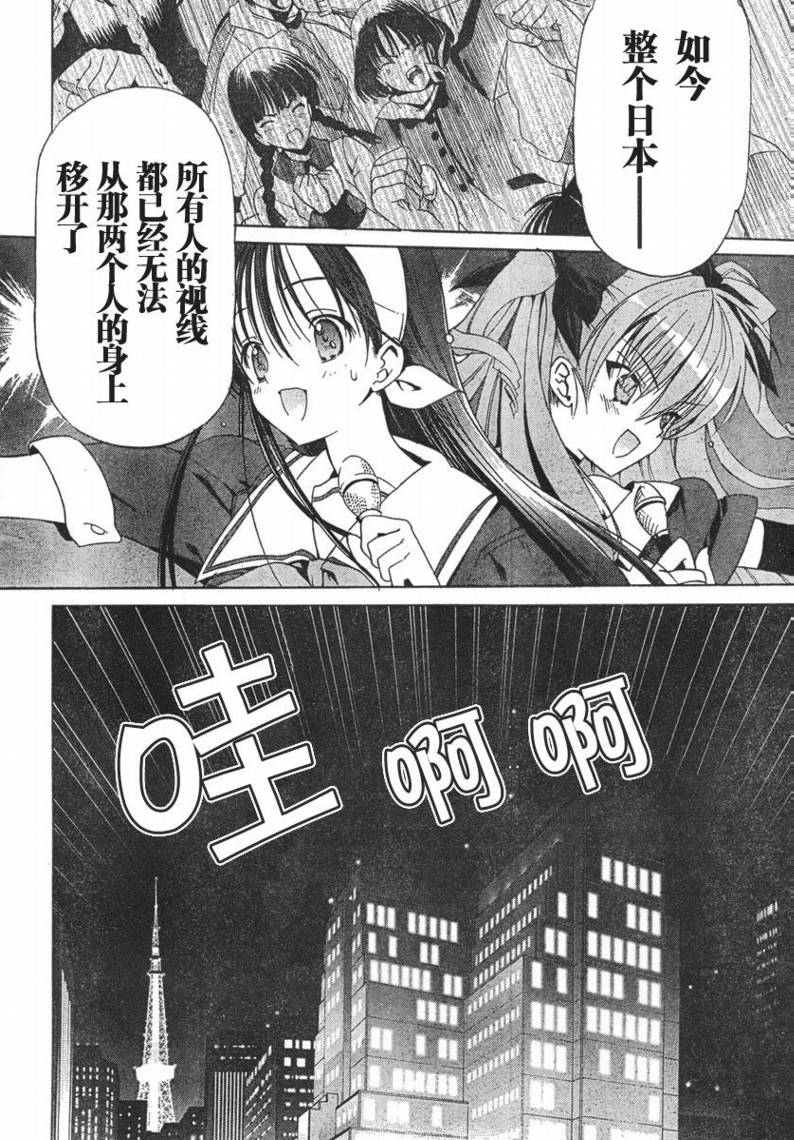 如今
整个日本——
所有人的视线
都已经无法
从那两个人的身上
移开了
哇啊啊